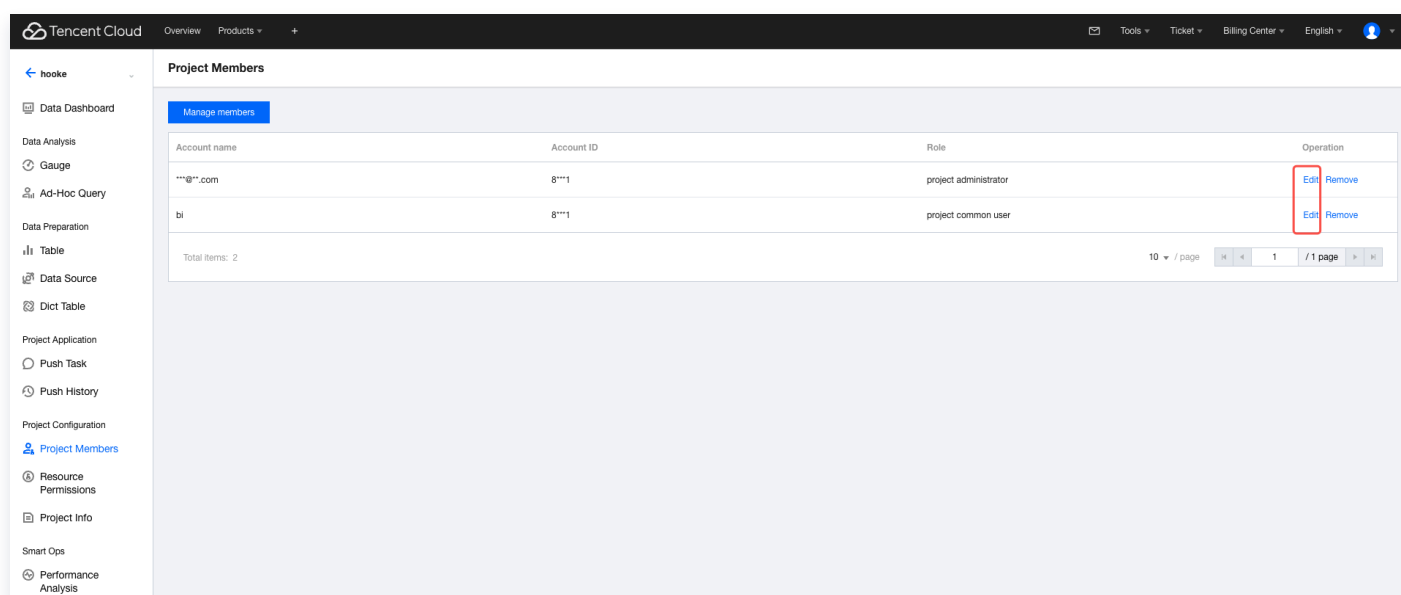 Tencent Cloud Overview Products + Tools Ticket Billing Center English
hooke
Project Members
Data Dashboard
Manage members
Data Analysis
Account name Account ID Role Operation
Gauge
***@**.com 8***1 project administrator Edit Remove
Ad-Hoc Query
bi 8***1 project common user Edit Remove
Data Preparation
Table
Total items: 2 10 / page 1 / 1 page
Data Source
Dict Table
Project Application
Push Task
Push History
Project Configuration
Project Members
Resource
Permissions
Project Info
Smart Ops
Performance
Analysis